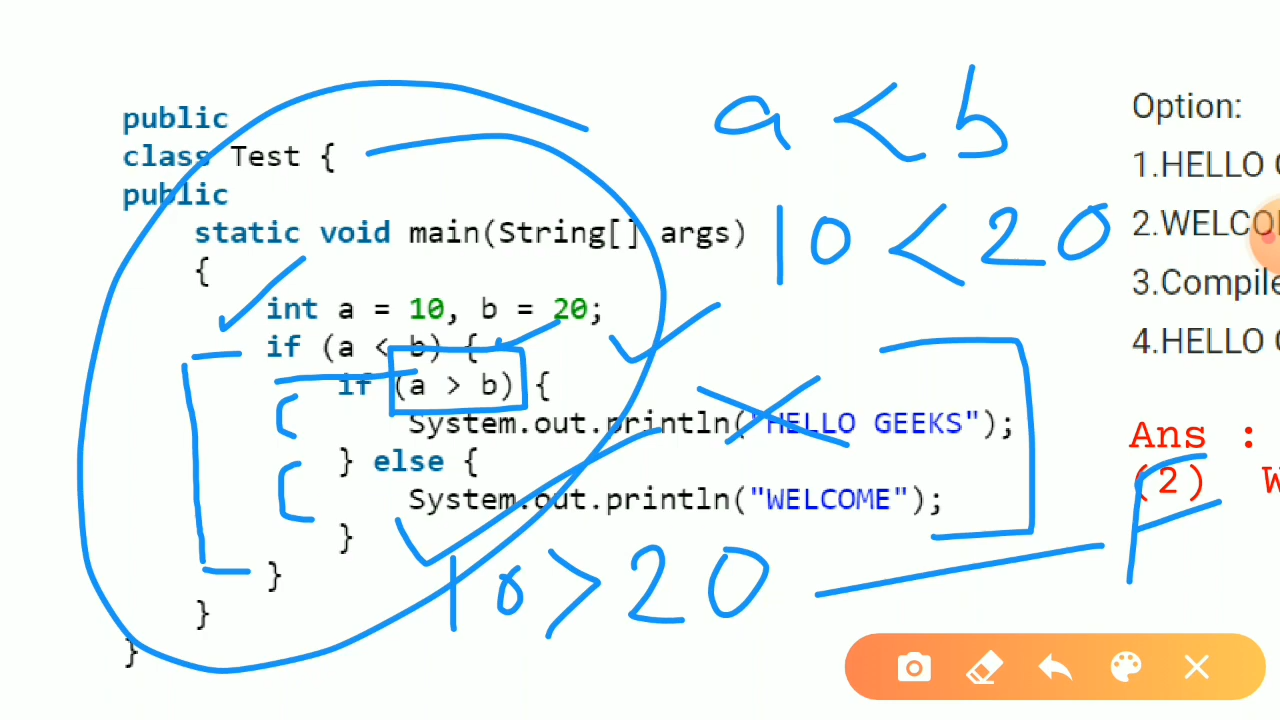 public
class Test {
public
static void main(String[] args)
{
int a = 10, b = 20;
if (a < b) {
if (a > b) {
System.out.println("HELLO GEEKS");
} else {
System.out.println("WELCOME");
}
}
}
}
a < b
10 < 20
10 > 20
F
Option:
1.HELLO
2.WELCO
3.Compile
4.HELLO
Ans :
(2) W